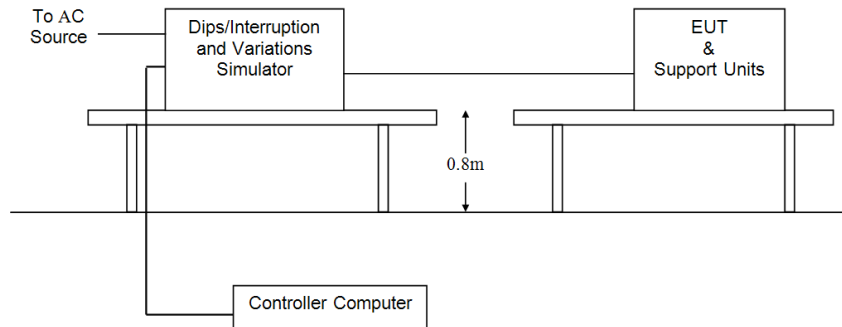 To AC
Source
Dips/Interruption
and Variations
Simulator
EUT
&
Support Units
0.8m
Controller Computer